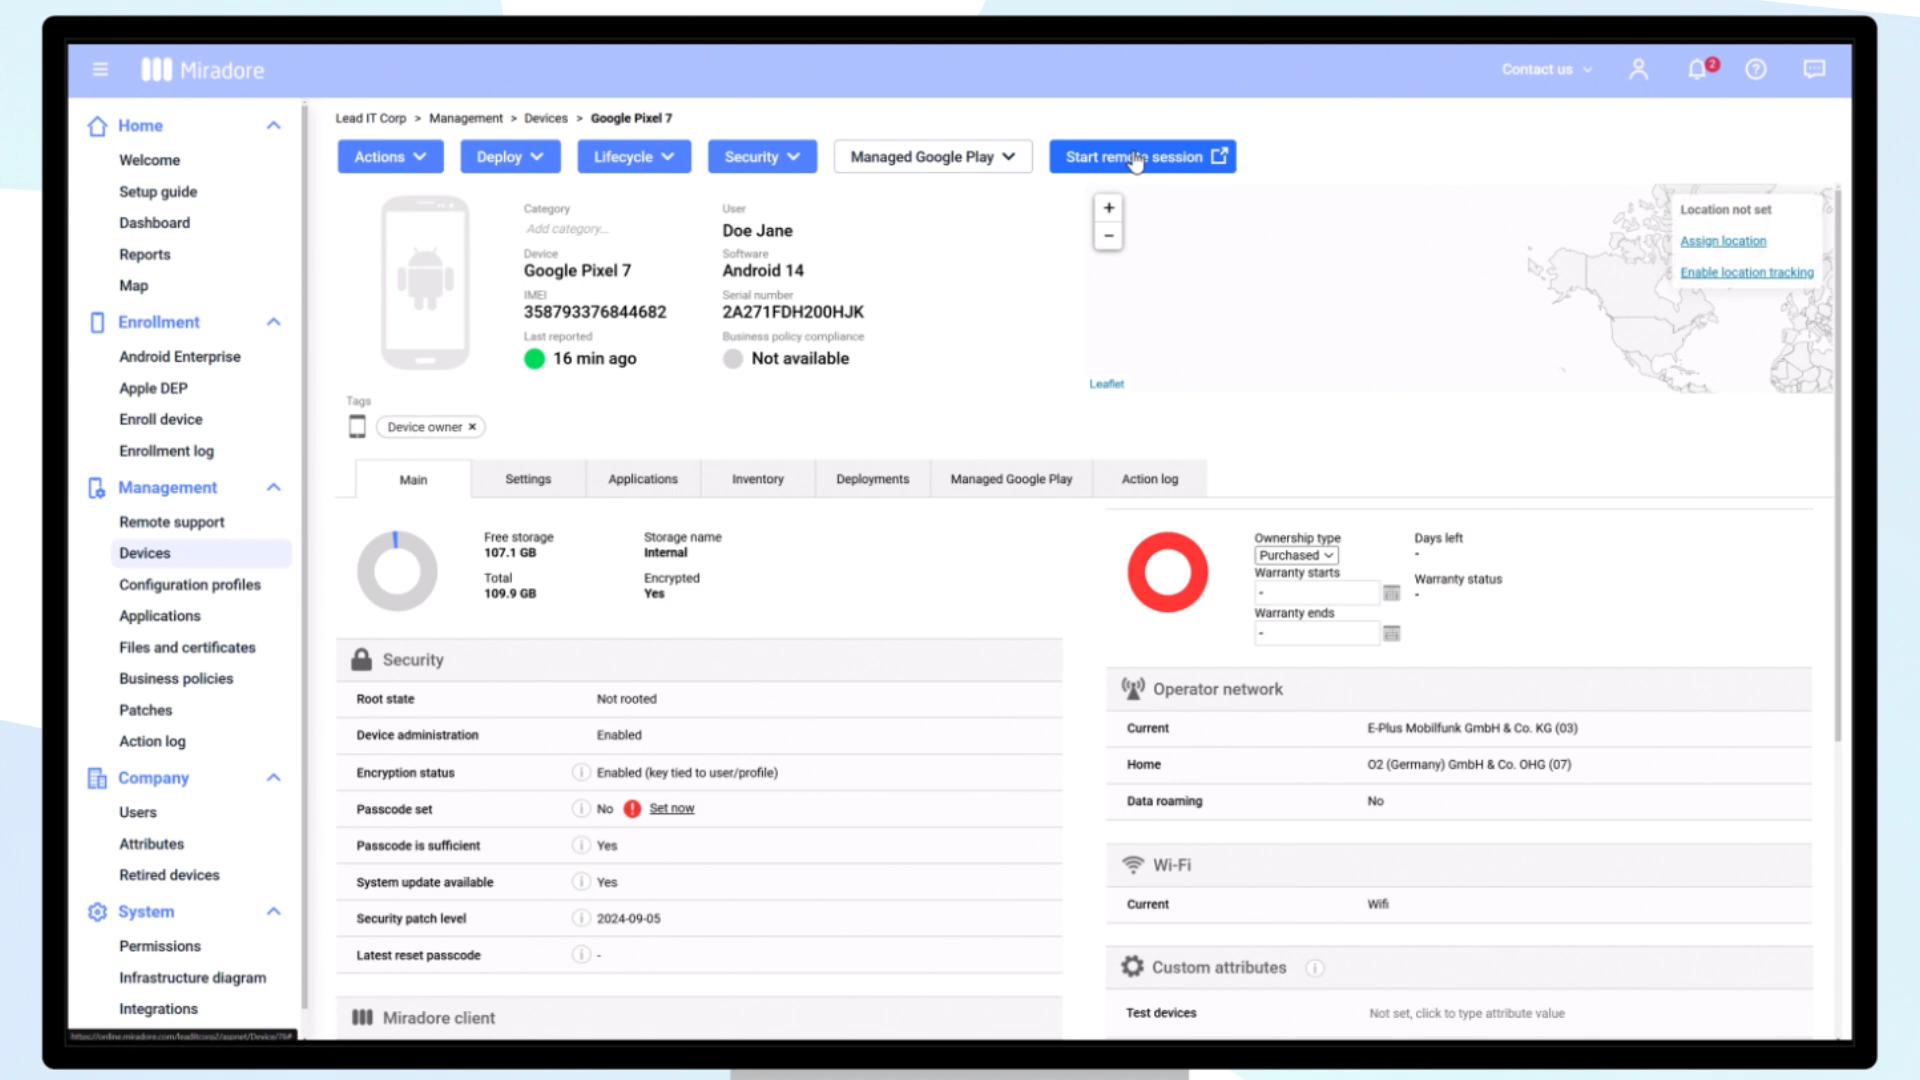 Miradore
Contact us
2
Home
Welcome
Setup guide
Dashboard
Reports
Map
Enrollment
Android Enterprise
Apple DEP
Enroll device
Enrollment log
Management
Remote support
Devices
Configuration profiles
Applications
Files and certificates
Business policies
Patches
Action log
Company
Users
Attributes
Retired devices
System
Permissions
Infrastructure diagram
Integrations
Lead IT Corp > Management > Devices > Google Pixel 7
Actions
Deploy
Lifecycle
Security
Managed Google Play
Start remote session
Category
Add category...
Device
Google Pixel 7
IMEI
358793376844682
Last reported
16 min ago
User
Doe Jane
Software
Android 14
Serial number
2A271FDH200HJK
Business policy compliance
Not available
+
−
Location not set
Assign location
Enable location tracking
Leaflet
Tags
Device owner ×
Main
Settings
Applications
Inventory
Deployments
Managed Google Play
Action log
Free storage
107.1 GB
Total
109.9 GB
Storage name
Internal
Encrypted
Yes
Ownership type
Purchased
Warranty starts
-
Warranty ends
-
Days left
-
Warranty status
-
Security
Root state Not rooted
Device administration Enabled
Encryption status Enabled (key tied to user/profile)
Passcode set No Set now
Passcode is sufficient Yes
System update available Yes
Security patch level 2024-09-05
Latest reset passcode -
Miradore client
Operator network
Current E-Plus Mobilfunk GmbH & Co. KG (03)
Home O2 (Germany) GmbH & Co. OHG (07)
Data roaming No
Wi-Fi
Current Wifi
Custom attributes
Test devices Not set, click to type attribute value